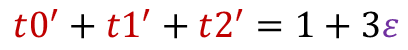 t0′ + t1′ + t2′ = 1 + 3ε